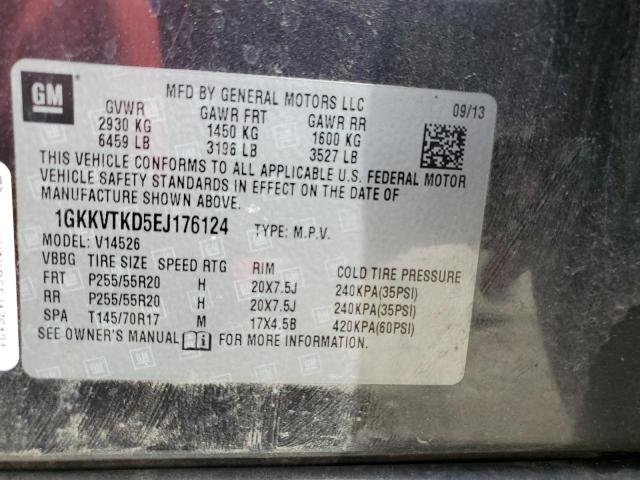 GM
MFD BY GENERAL MOTORS LLC 09/13
GVWR GAWR FRT GAWR RR
2930 KG 1450 KG 1600 KG
6459 LB 3196 LB 3527 LB
THIS VEHICLE CONFORMS TO ALL APPLICABLE U.S. FEDERAL MOTOR
VEHICLE SAFETY STANDARDS IN EFFECT ON THE DATE OF
MANUFACTURE SHOWN ABOVE.
1GKKVTKD5EJ176124 TYPE: M.P.V.
MODEL: V14526
VBBG TIRE SIZE SPEED RTG RIM COLD TIRE PRESSURE
FRT P255/55R20 H 20X7.5J 240KPA(35PSI)
RR P255/55R20 H 20X7.5J 240KPA(35PSI)
SPA T145/70R17 M 17X4.5B 420KPA(60PSI)
SEE OWNER'S MANUAL FOR MORE INFORMATION.